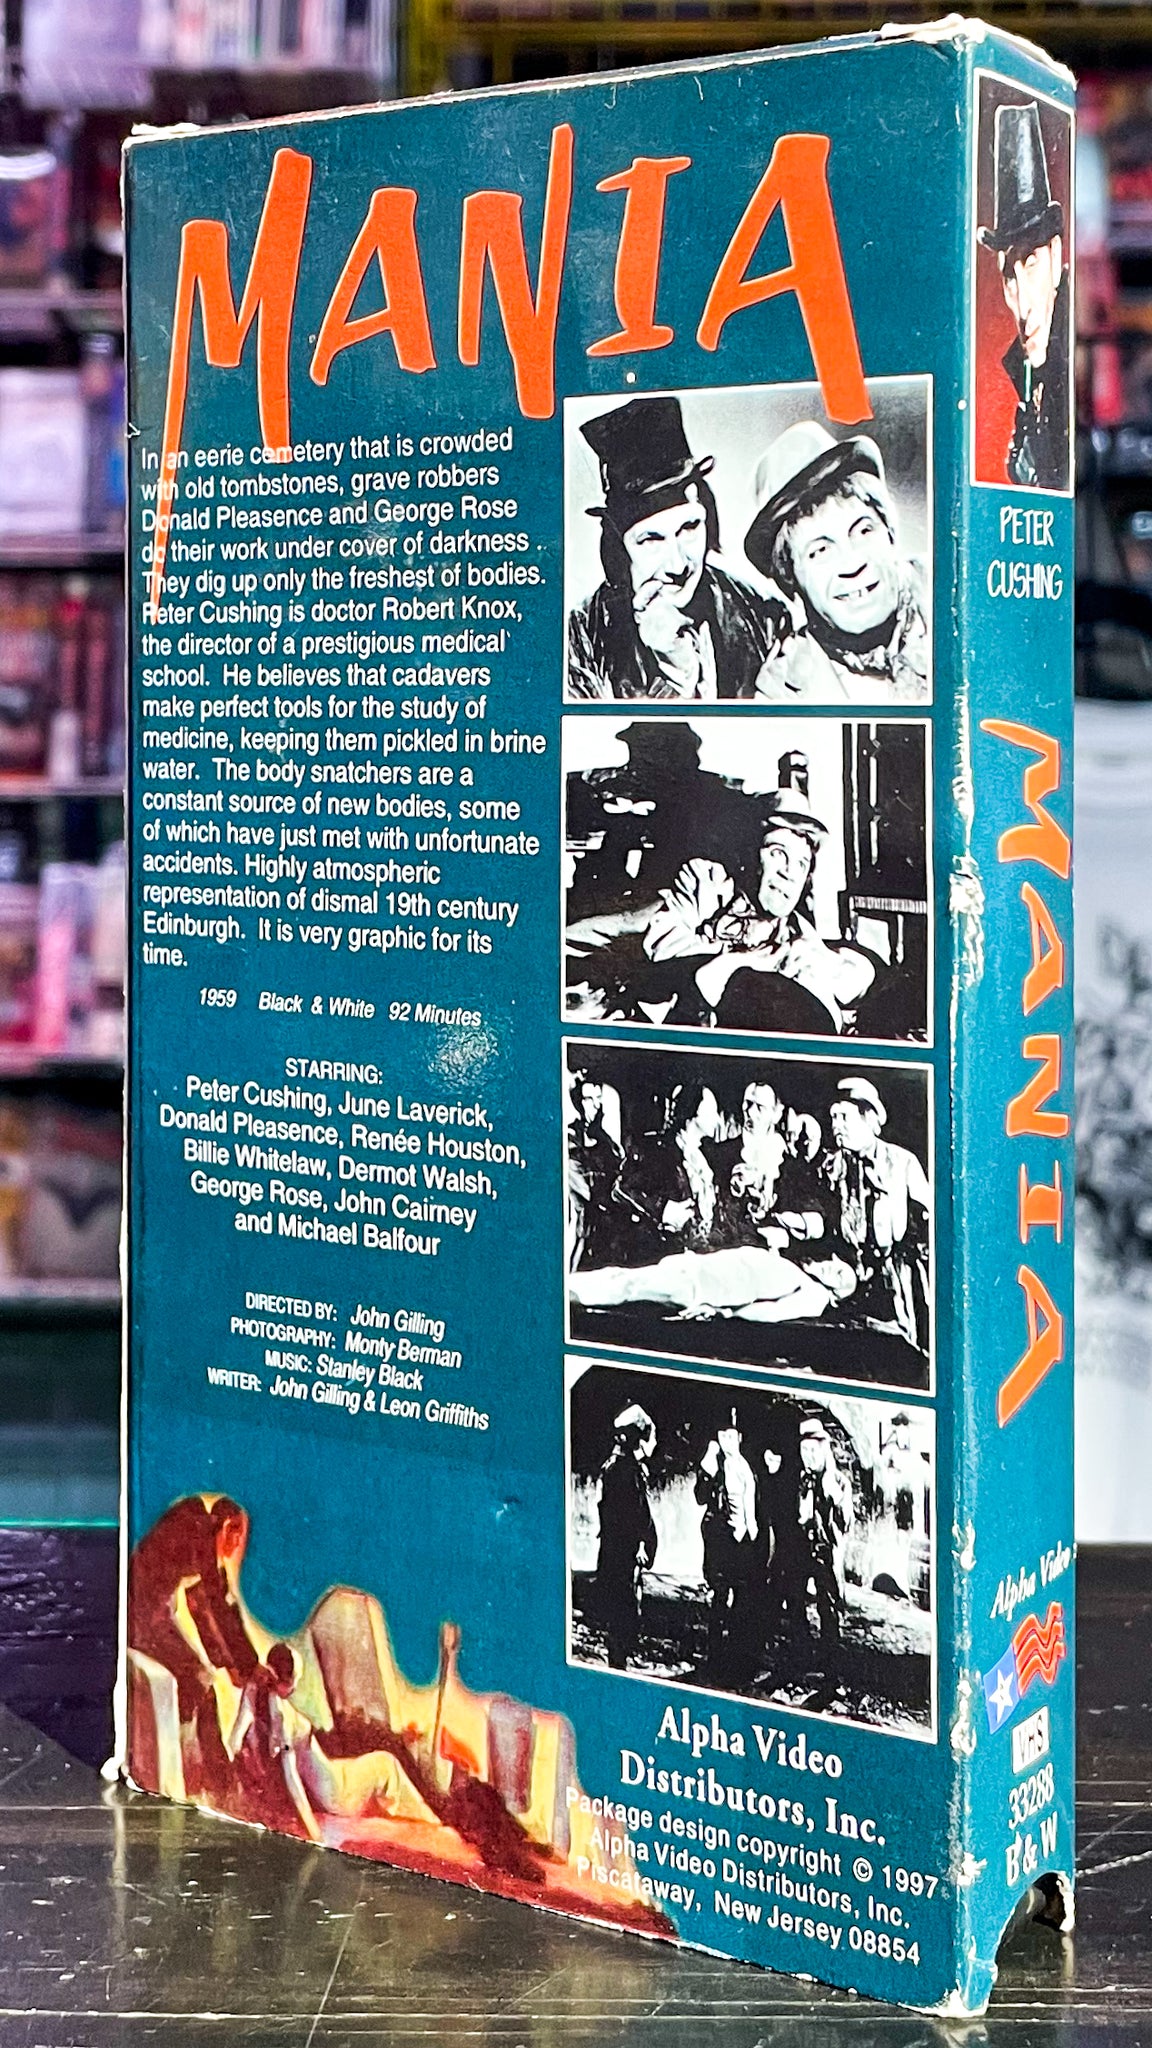 MANIA
In an eerie cemetery that is crowded
with old tombstones, grave robbers
Donald Pleasence and George Rose
do their work under cover of darkness ..
They dig up only the freshest of bodies.
Peter Cushing is doctor Robert Knox,
the director of a prestigious medical
school. He believes that cadavers
make perfect tools for the study of
medicine, keeping them pickled in brine
water. The body snatchers are a
constant source of new bodies, some
of which have just met with unfortunate
accidents. Highly atmospheric
representation of dismal 19th century
Edinburgh. It is very graphic for its
time.
1959 Black & White 92 Minutes
STARRING:
Peter Cushing, June Laverick,
Donald Pleasence, Renée Houston,
Billie Whitelaw, Dermot Walsh,
George Rose, John Cairney
and Michael Balfour
DIRECTED BY: John Gilling
PHOTOGRAPHY: Monty Berman
MUSIC: Stanley Black
WRITER: John Gilling & Leon Griffiths
Alpha Video
Distributors, Inc.
Package design copyright © 1997
Alpha Video Distributors, Inc.
Piscataway, New Jersey 08854
PETER
CUSHING
MANIA
Alpha Video
VHS
33288
B & W